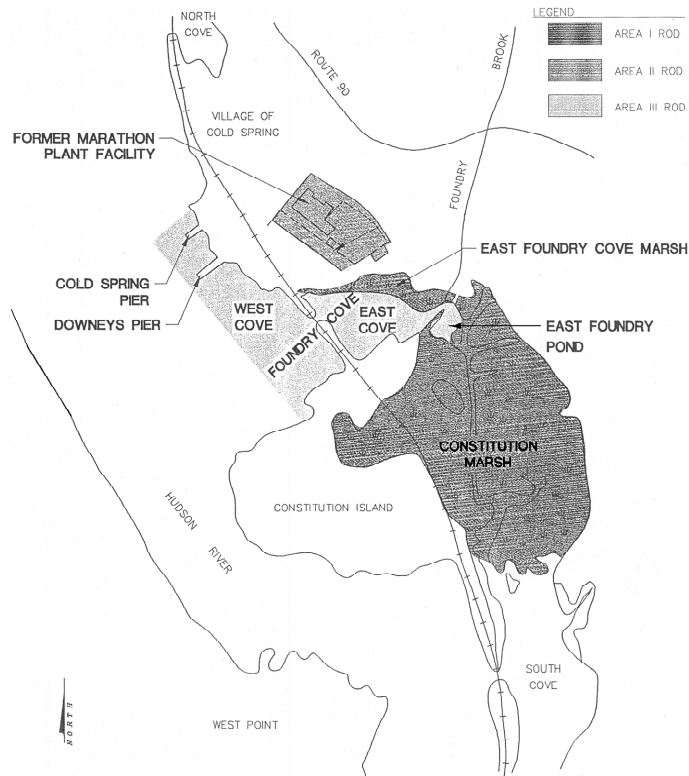 LEGEND
AREA I ROD
AREA II ROD
AREA III ROD
NORTH
COVE
ROUTE 9D
BROOK
FOUNDRY
VILLAGE OF
COLD SPRING
FORMER MARATHON
PLANT FACILITY
EAST FOUNDRY COVE MARSH
COLD SPRING
PIER
DOWNEYS PIER
WEST
COVE
FOUNDRY COVE
EAST
COVE
EAST FOUNDRY
POND
CONSTITUTION
MARSH
CONSTITUTION ISLAND
HUDSON
RIVER
SOUTH
COVE
WEST POINT
NORTH